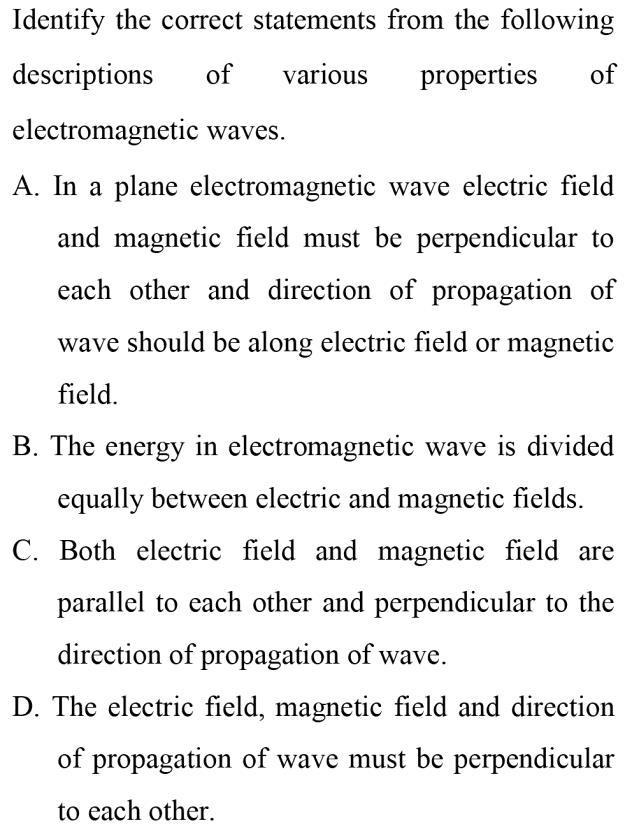 Identify the correct statements from the following
descriptions of various properties of
electromagnetic waves.
A. In a plane electromagnetic wave electric field
and magnetic field must be perpendicular to
each other and direction of propagation of
wave should be along electric field or magnetic
field.
B. The energy in electromagnetic wave is divided
equally between electric and magnetic fields.
C. Both electric field and magnetic field are
parallel to each other and perpendicular to the
direction of propagation of wave.
D. The electric field, magnetic field and direction
of propagation of wave must be perpendicular
to each other.